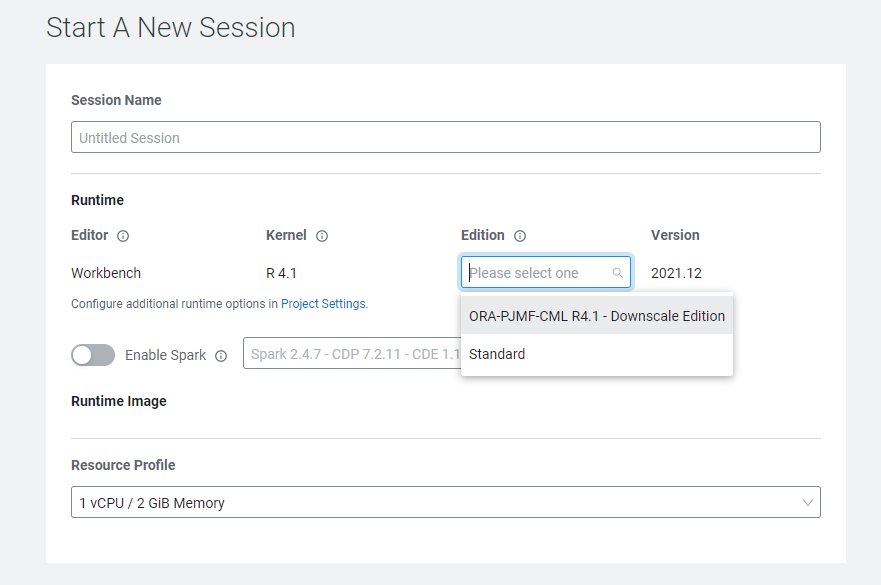 Start A New Session
Session Name
Untitled Session
Runtime
Editor Kernel Edition Version
Workbench R 4.1 Please select one 2021.12
Configure additional runtime options in Project Settings.
ORA-PJMF-CML R4.1 - Downscale Edition
Enable Spark Spark 2.4.7 - CDP 7.2.11 - CDE 1.1
Standard
Runtime Image
Resource Profile
1 vCPU / 2 GiB Memory